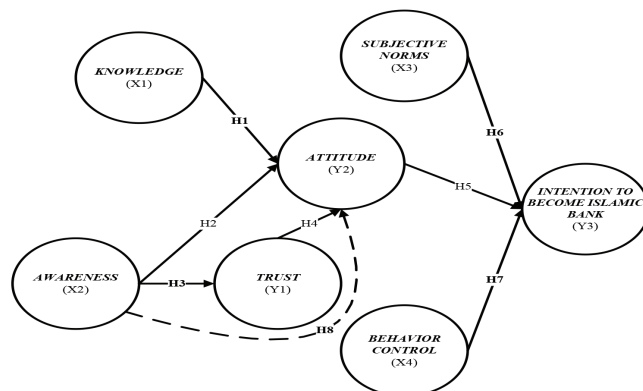 SUBJECTIVE
NORMS
(X3)
KNOWLEDGE
(X1)
H1
H6
ATTITUDE
(Y2)
H5
INTENTION TO
BECOME ISLAMIC
BANK
(Y3)
H2
H4
AWARENESS
(X2)
H3
TRUST
(Y1)
H7
H8
BEHAVIOR
CONTROL
(X4)